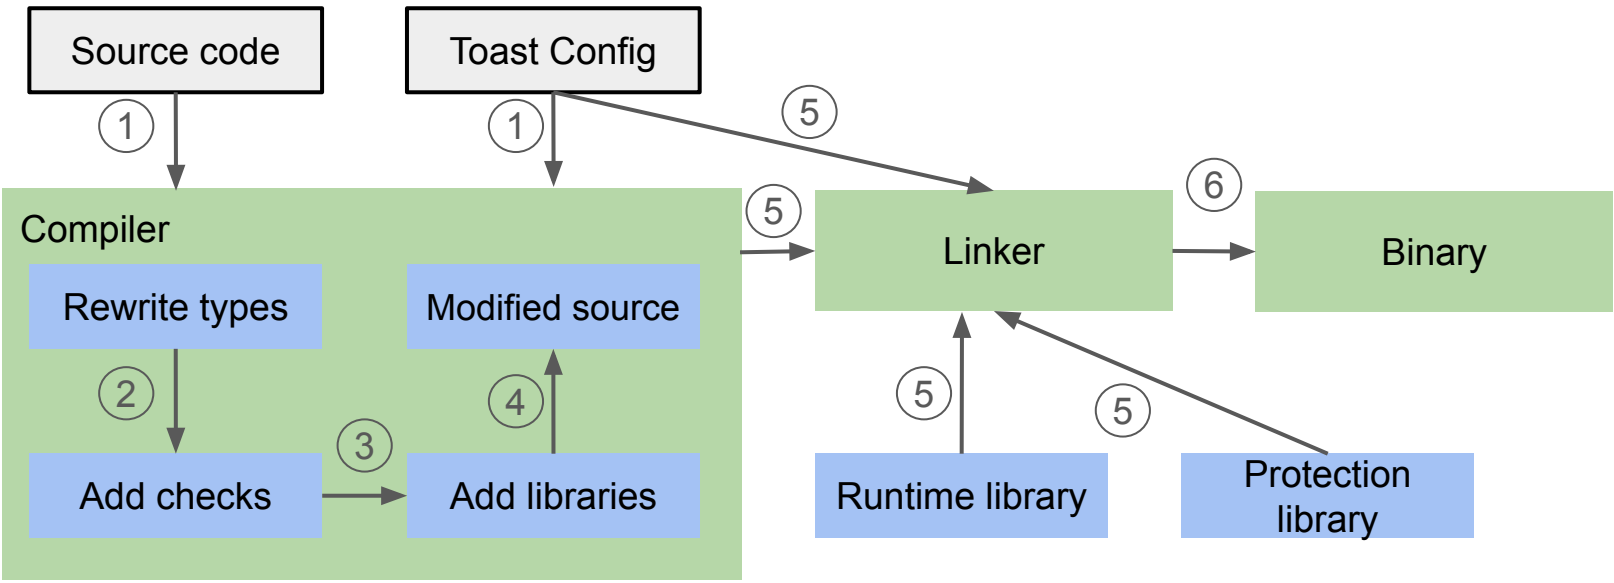 Source code
Toast Config
1
1
5
Compiler
5
Linker
6
Binary
Rewrite types
Modified source
2
4
3
5
5
Add checks
Add libraries
Runtime library
Protection
library